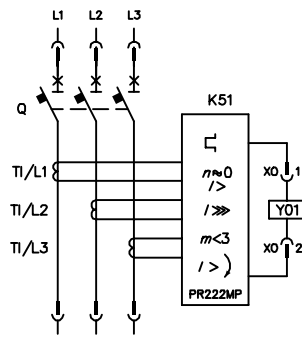 L1 L2 L3
K51
Q
TI/L1
n≈0
I>
X0 1
TI/L2
I>>>
Y01
TI/L3
m<3
X0 2
I>
PR222MP